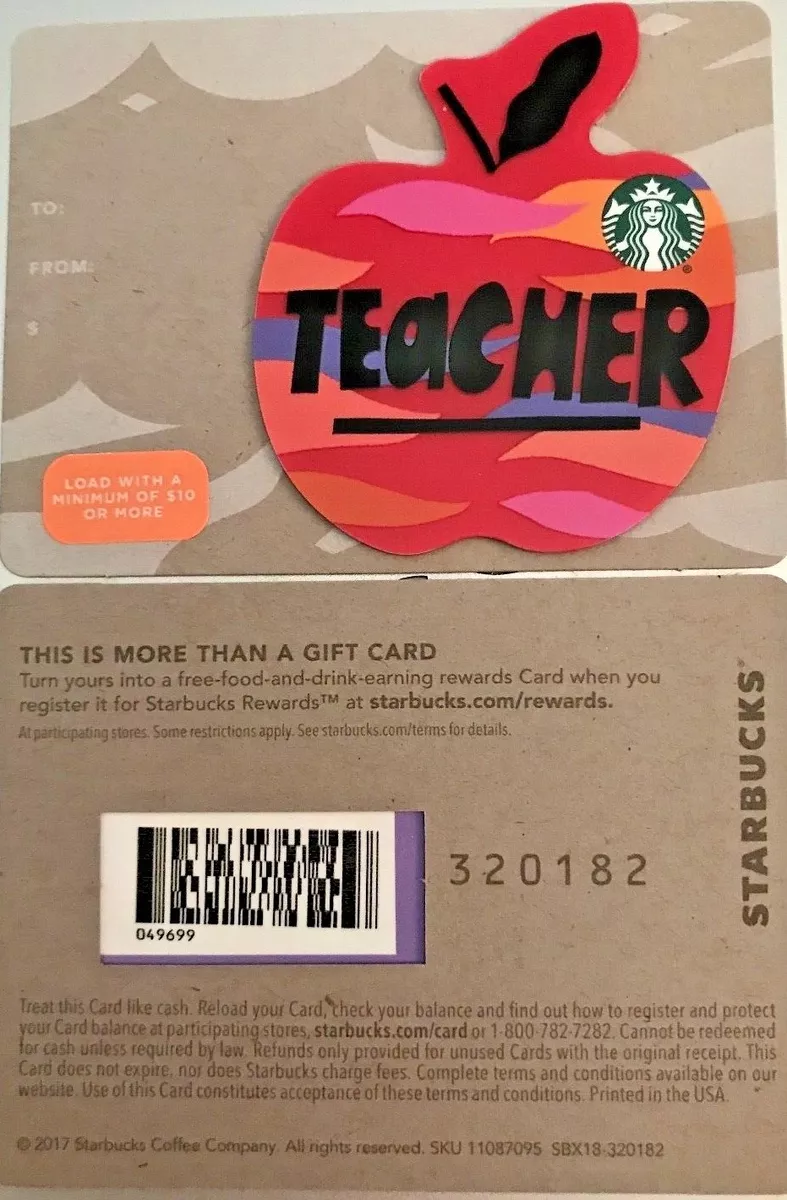 TO:
FROM:
$
TEaCHER
®
LOAD WITH A
MINIMUM OF $10
OR MORE
THIS IS MORE THAN A GIFT CARD
Turn yours into a free-food-and-drink-earning rewards Card when you
register it for Starbucks Rewards™ at starbucks.com/rewards.
At participating stores. Some restrictions apply. See starbucks.com/terms for details.
STARBUCKS®
320182
049699
Treat this Card like cash. Reload your Card, check your balance and find out how to register and protect
your Card balance at participating stores, starbucks.com/card or 1-800-782-7282. Cannot be redeemed
for cash unless required by law. Refunds only provided for unused Cards with the original receipt. This
Card does not expire, nor does Starbucks charge fees. Complete terms and conditions available on our
website. Use of this Card constitutes acceptance of these terms and conditions. Printed in the USA.
© 2017 Starbucks Coffee Company. All rights reserved. SKU 11087095 SBX18-320182